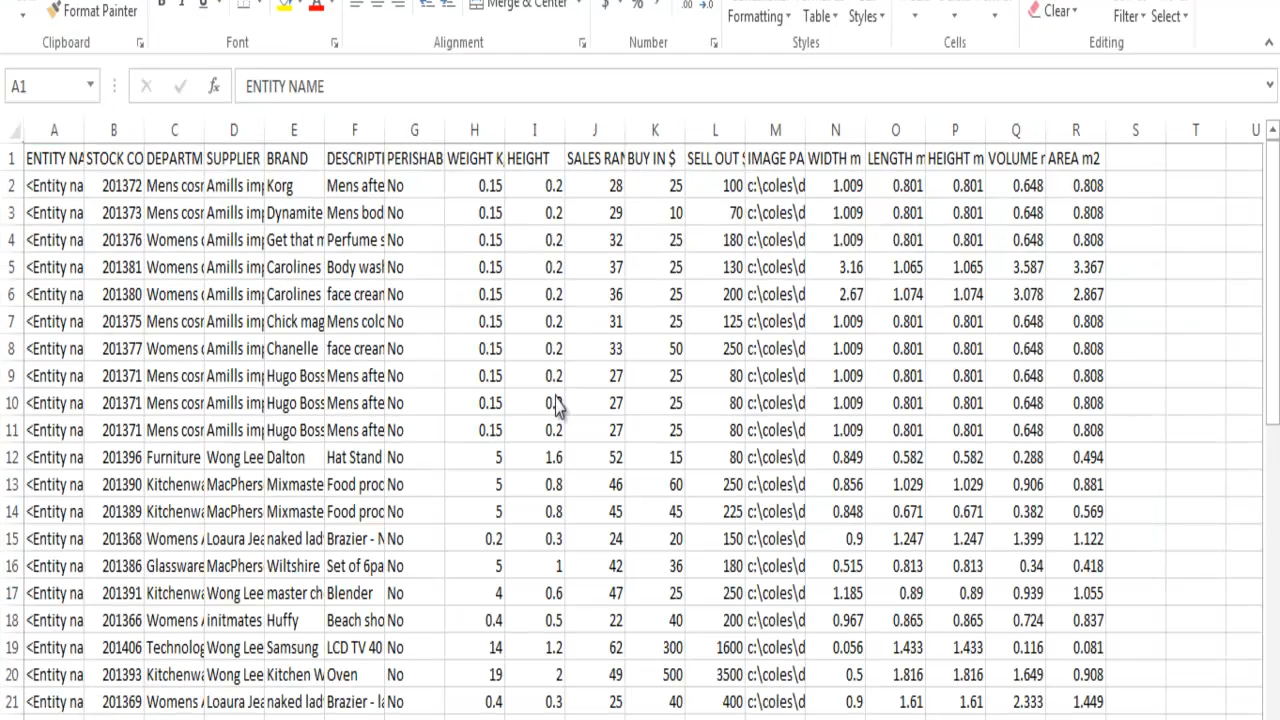 Format Painter B I U A Merge & Center $ % , .00 →.0 Formatting Table Styles Clear Filter Select
Clipboard Font Alignment Number Styles Cells Editing
A1 fx ENTITY NAME
A B C D E F G H I J K L M N O P Q R S T U
1 ENTITY NA STOCK CO DEPARTM SUPPLIER BRAND DESCRIPTI PERISHAB WEIGHT K HEIGHT SALES RAN BUY IN $ SELL OUT $ IMAGE PA WIDTH m LENGTH m HEIGHT m VOLUME m AREA m2
2 <Entity na 201372 Mens cosr Amills imp Korg Mens afte No 0.15 0.2 28 25 100 c:\coles\d 1.009 0.801 0.801 0.648 0.808
3 <Entity na 201373 Mens cosr Amills imp Dynamite Mens bod No 0.15 0.2 29 10 70 c:\coles\d 1.009 0.801 0.801 0.648 0.808
4 <Entity na 201376 Womens c Amills imp Get that m Perfume s No 0.15 0.2 32 25 180 c:\coles\d 1.009 0.801 0.801 0.648 0.808
5 <Entity na 201381 Womens c Amills imp Carolines Body wash No 0.15 0.2 37 25 130 c:\coles\d 3.16 1.065 1.065 3.587 3.367
6 <Entity na 201380 Womens c Amills imp Carolines face crean No 0.15 0.2 36 25 200 c:\coles\d 2.67 1.074 1.074 3.078 2.867
7 <Entity na 201375 Mens cosr Amills imp Chick mag Mens colo No 0.15 0.2 31 25 125 c:\coles\d 1.009 0.801 0.801 0.648 0.808
8 <Entity na 201377 Womens c Amills imp Chanelle face crean No 0.15 0.2 33 50 250 c:\coles\d 1.009 0.801 0.801 0.648 0.808
9 <Entity na 201371 Mens cosr Amills imp Hugo Boss Mens afte No 0.15 0.2 27 25 80 c:\coles\d 1.009 0.801 0.801 0.648 0.808
10 <Entity na 201371 Mens cosr Amills imp Hugo Boss Mens afte No 0.15 27 25 80 c:\coles\d 1.009 0.801 0.801 0.648 0.808
11 <Entity na 201371 Mens cosr Amills imp Hugo Boss Mens afte No 0.15 0.2 27 25 80 c:\coles\d 1.009 0.801 0.801 0.648 0.808
12 <Entity na 201396 Furniture Wong Lee Dalton Hat Stand No 5 1.6 52 15 80 c:\coles\d 0.849 0.582 0.582 0.288 0.494
13 <Entity na 201390 Kitchenwa MacPhers Mixmaste Food proc No 5 0.8 46 60 250 c:\coles\d 0.856 1.029 1.029 0.906 0.881
14 <Entity na 201389 Kitchenwa MacPhers Mixmaste Food proc No 5 0.8 45 45 225 c:\coles\d 0.848 0.671 0.671 0.382 0.569
15 <Entity na 201368 Womens A Loaura Jea naked lad Brazier - N No 0.2 0.3 24 20 150 c:\coles\d 0.9 1.247 1.247 1.399 1.122
16 <Entity na 201386 Glassware MacPhers Wiltshire Set of 6pa No 5 1 42 36 180 c:\coles\d 0.515 0.813 0.813 0.34 0.418
17 <Entity na 201391 Kitchenwa Wong Lee master ch Blender No 4 0.6 47 25 250 c:\coles\d 1.185 0.89 0.89 0.939 1.055
18 <Entity na 201366 Womens A initmates Huffy Beach sho No 0.4 0.5 22 40 200 c:\coles\d 0.967 0.865 0.865 0.724 0.837
19 <Entity na 201406 Technolog Wong Lee Samsung LCD TV 40 No 14 1.2 62 300 1600 c:\coles\d 0.056 1.433 1.433 0.116 0.081
20 <Entity na 201393 Kitchenwa Wong Lee Kitchen W Oven No 19 2 49 500 3500 c:\coles\d 0.5 1.816 1.816 1.649 0.908
21 <Entity na 201369 Womens A Loaura Jea naked lad Brazier - la No 0.4 0.3 25 40 400 c:\coles\d 0.9 1.61 1.61 2.333 1.449